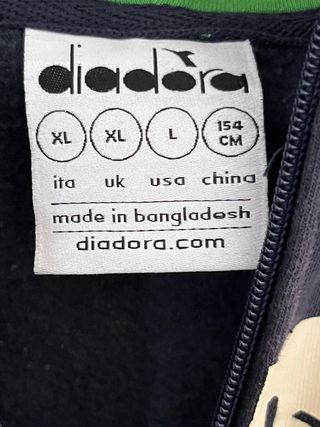 diadora
XL XL L 154 CM
ita uk usa china
made in bangladesh
diadora.com